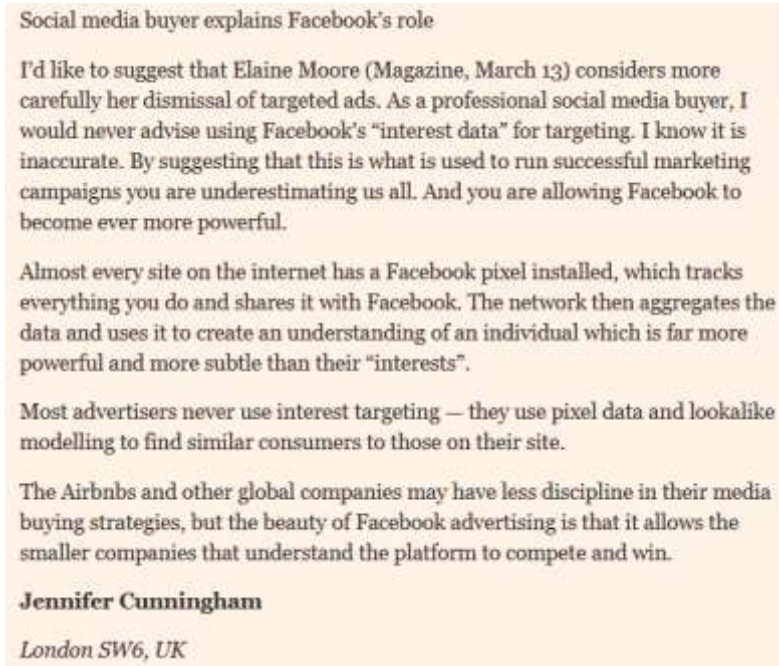 Social media buyer explains Facebook's role
I'd like to suggest that Elaine Moore (Magazine, March 13) considers more
carefully her dismissal of targeted ads. As a professional social media buyer, I
would never advise using Facebook's “interest data” for targeting. I know it is
inaccurate. By suggesting that this is what is used to run successful marketing
campaigns you are underestimating us all. And you are allowing Facebook to
become ever more powerful.
Almost every site on the internet has a Facebook pixel installed, which tracks
everything you do and shares it with Facebook. The network then aggregates the
data and uses it to create an understanding of an individual which is far more
powerful and more subtle than their “interests”.
Most advertisers never use interest targeting — they use pixel data and lookalike
modelling to find similar consumers to those on their site.
The Airbnbs and other global companies may have less discipline in their media
buying strategies, but the beauty of Facebook advertising is that it allows the
smaller companies that understand the platform to compete and win.
Jennifer Cunningham
London SW6, UK